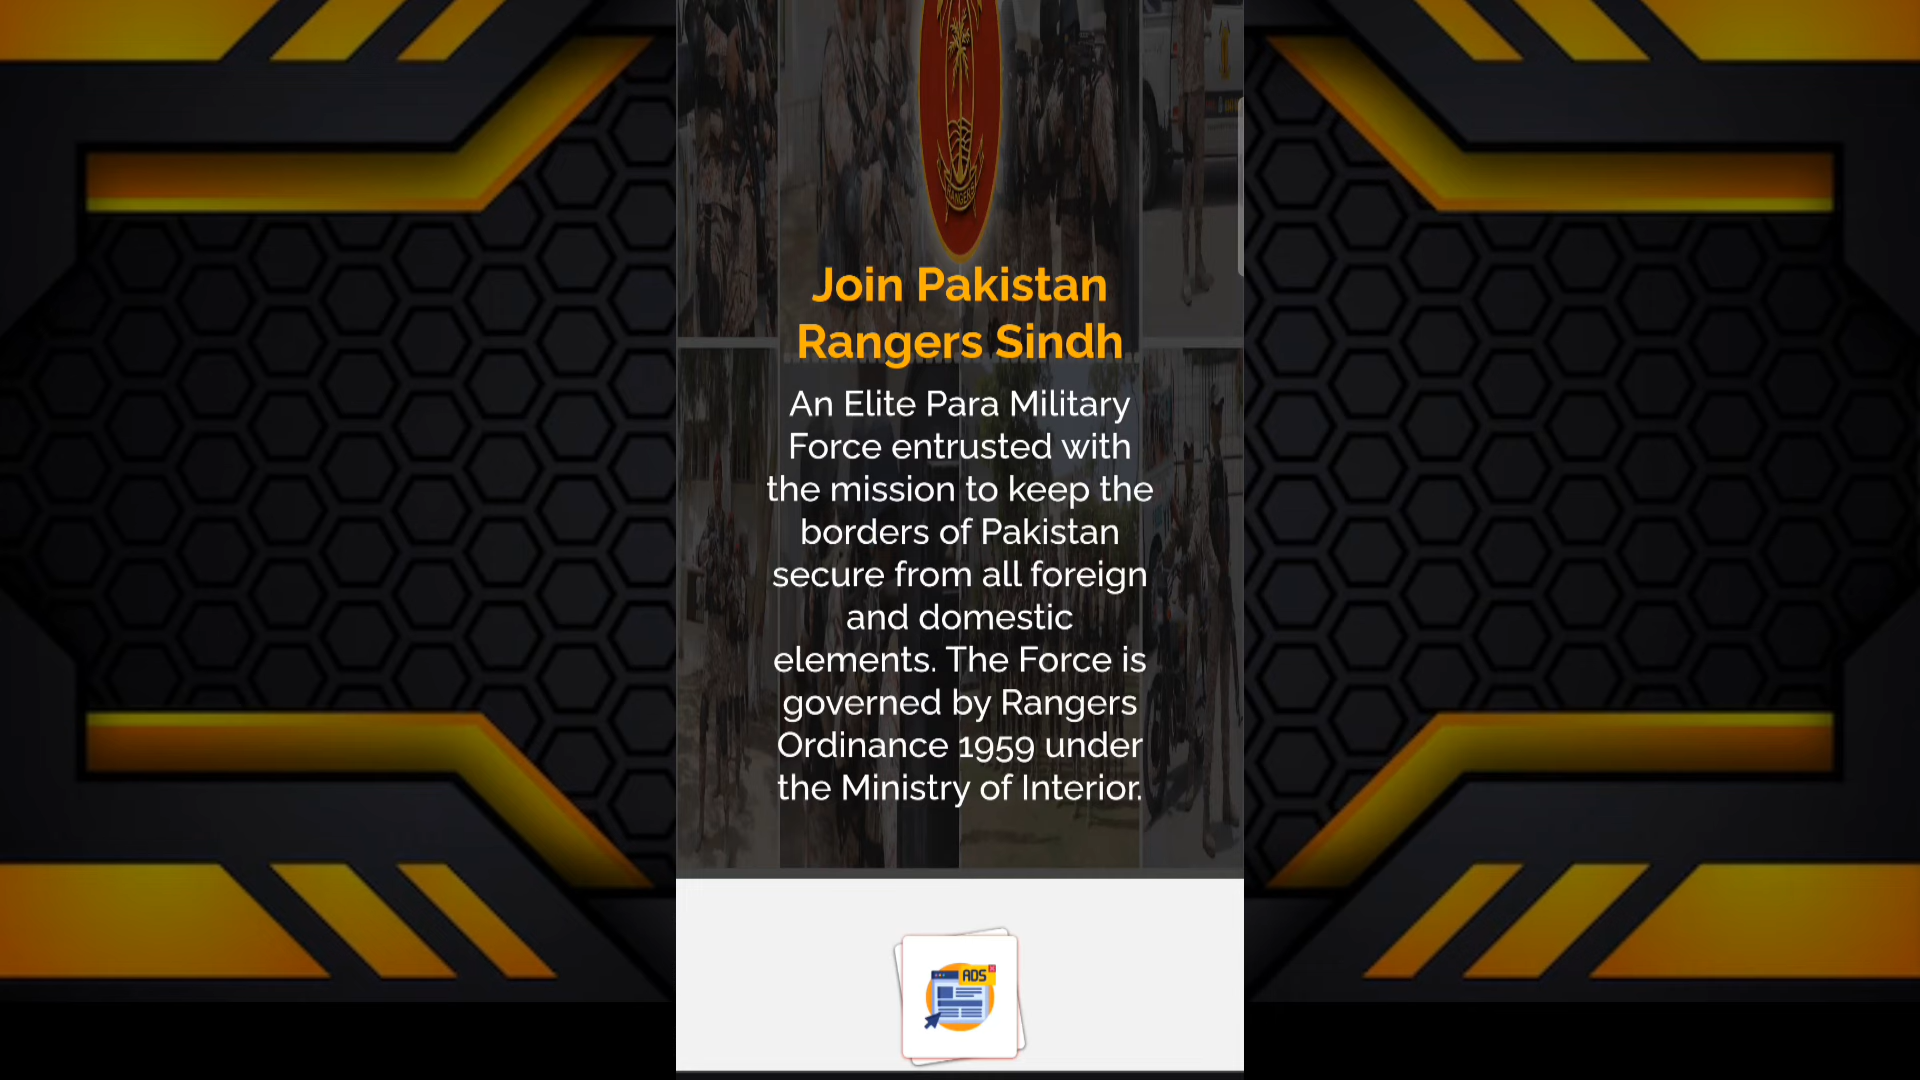 RANGERS
Join Pakistan
Rangers Sindh
An Elite Para Military
Force entrusted with
the mission to keep the
borders of Pakistan
secure from all foreign
and domestic
elements. The Force is
governed by Rangers
Ordinance 1959 under
the Ministry of Interior.
ADS